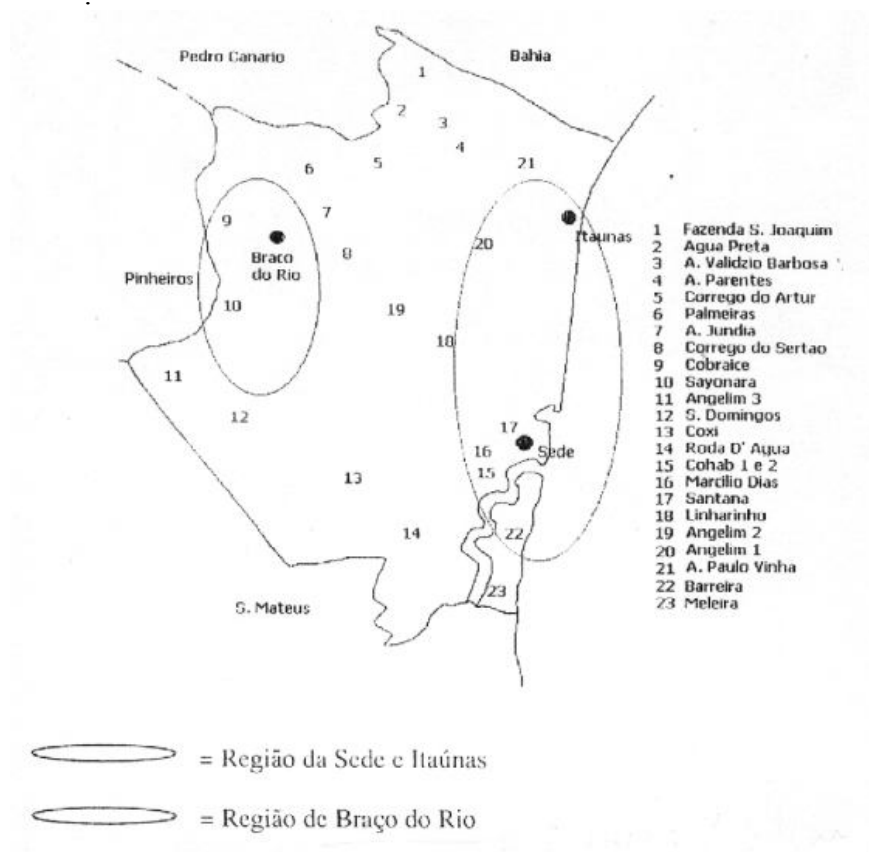 Pedro Canario
Bahia
1
2
3
4
5
21
6
7
9
Braco
do Rio
8
20
Itaunas
Pinheiros
10
19
18
11
12
17
Sede
16
15
13
14
22
23
S. Mateus
1 Fazenda S. Joaquim
2 Agua Preta
3 A. Validzio Barbosa
4 A. Parentes
5 Corrego do Artur
6 Palmeiras
7 A. Jundia
8 Corrego do Sertao
9 Cobraice
10 Sayonara
11 Angelim 3
12 S. Domingos
13 Coxi
14 Roda D' Agua
15 Cohab 1 e 2
16 Marcilio Dias
17 Santana
18 Linharinho
19 Angelim 2
20 Angelim 1
21 A. Paulo Vinha
22 Barreira
23 Meleira
= Região da Sede e Itaúnas
= Região de Braço do Rio